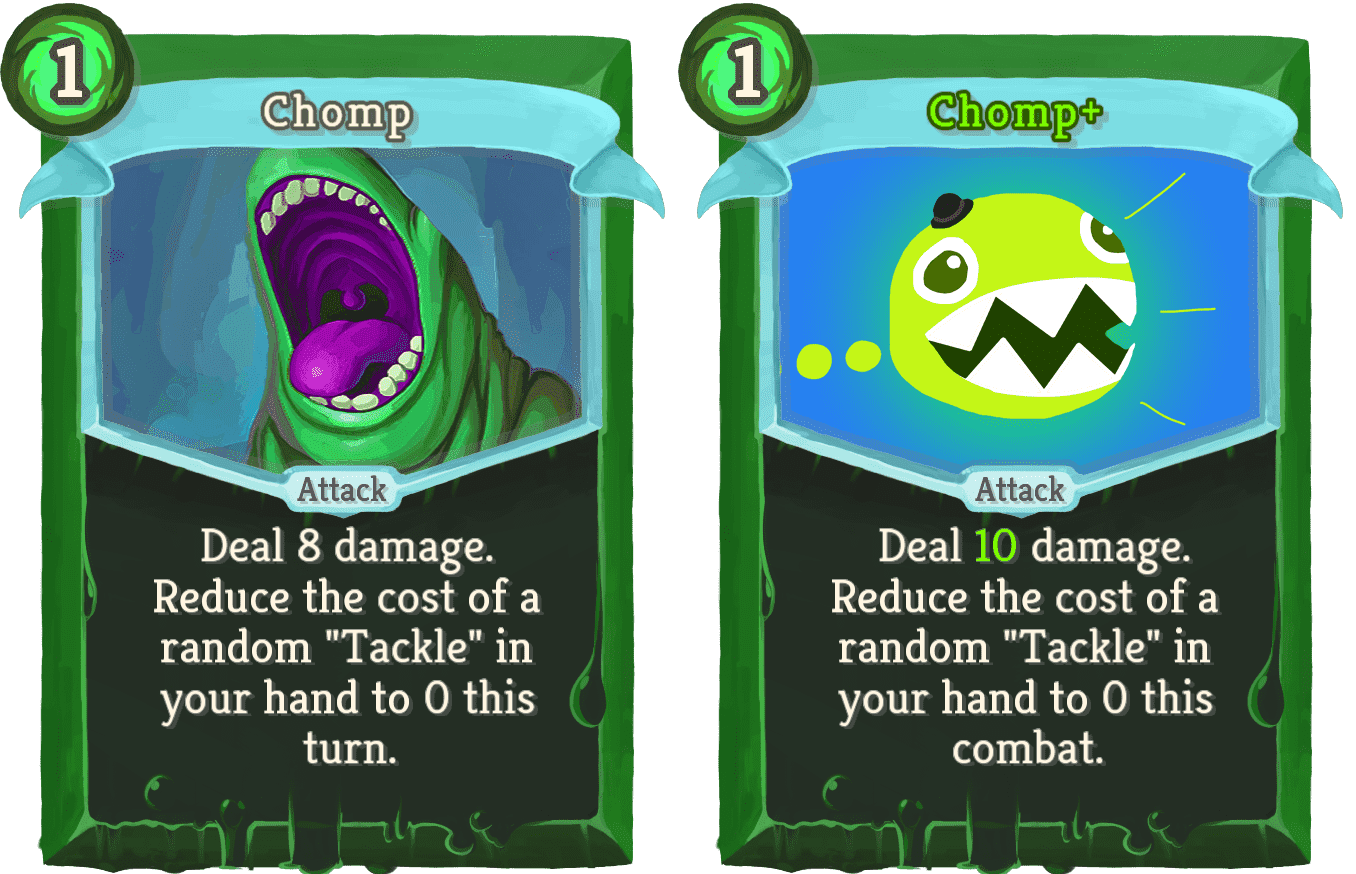 1
Chomp
Attack
Deal 8 damage.
Reduce the cost of a
random "Tackle" in
your hand to 0 this
turn.
1
Chomp+
Attack
Deal 10 damage.
Reduce the cost of a
random "Tackle" in
your hand to 0 this
combat.